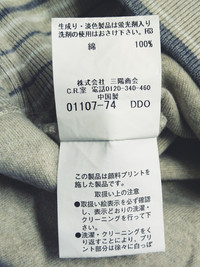 生成り・淡色製品は蛍光剤入り
洗剤の使用はおさけ下さい。H63
綿 100%
株式会社 三陽商会
C.R.室 電話0120-340-460
中国製
01107-74 DDO
この製品は顔料プリントを
施した製品です。
取扱い上の注意
●取扱い絵表示を必ず確認
し、表示どおりの洗濯・
クリーニングを行って下
さい。
●洗濯・クリーニングをく
り返すことにより、プリ
ント部分は徐々に白っぽ